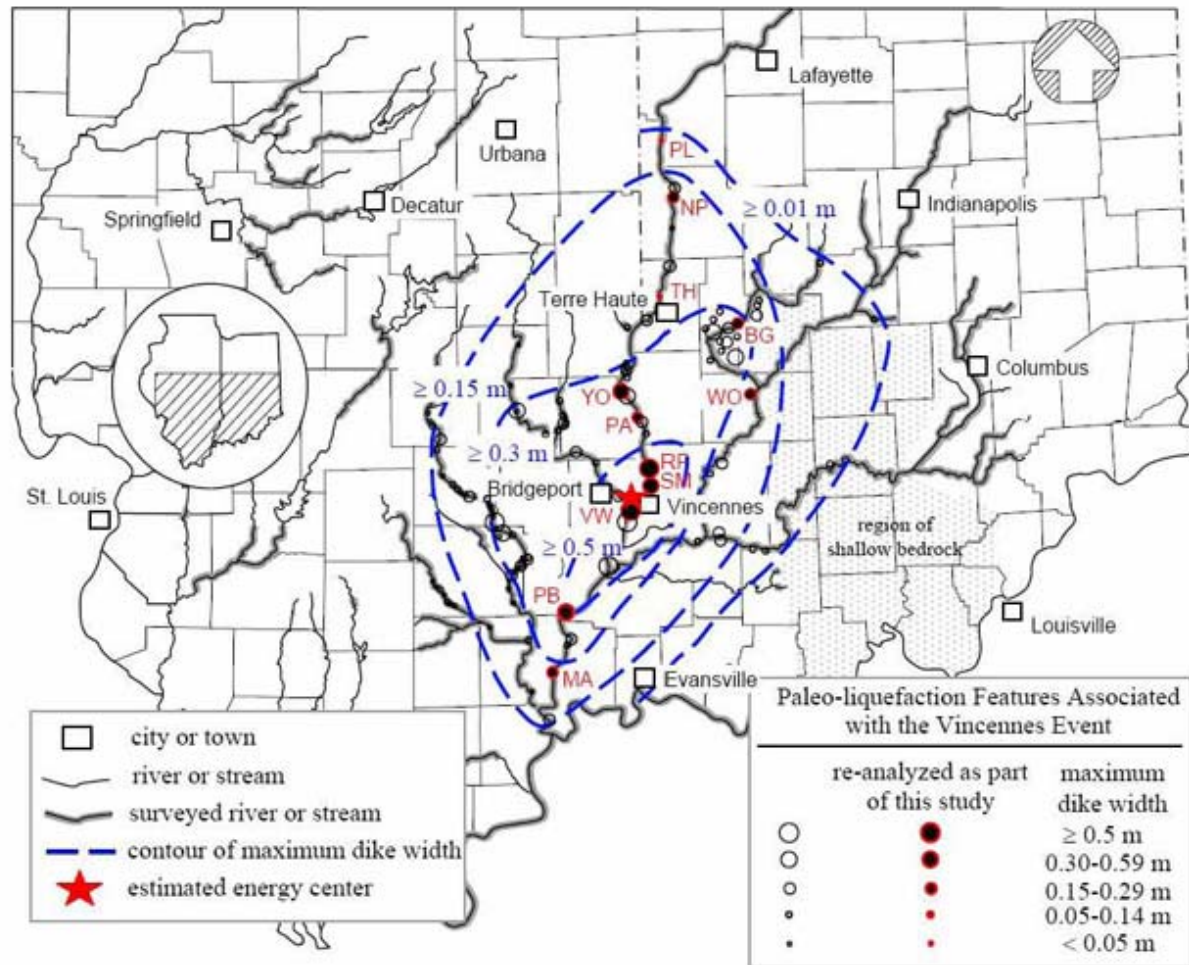 Lafayette
PL
Urbana
NP
Decatur
Indianapolis
≥ 0.01 m
Springfield
TH
Terre Haute
BG
Columbus
≥ 0.15 m
YO
WO
PA
≥ 0.3 m
RP
SM
Bridgeport
St. Louis
Vincennes
VW
region of
shallow bedrock
≥ 0.5 m
PB
Louisville
MA
Evansville
city or town
river or stream
surveyed river or stream
contour of maximum dike width
estimated energy center
Paleo-liquefaction Features Associated
with the Vincennes Event
re-analyzed as part
of this study
maximum
dike width
≥ 0.5 m
0.30-0.59 m
0.15-0.29 m
0.05-0.14 m
< 0.05 m